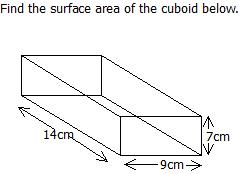 Find the surface area of the cuboid below.
7cm
14cm
9cm